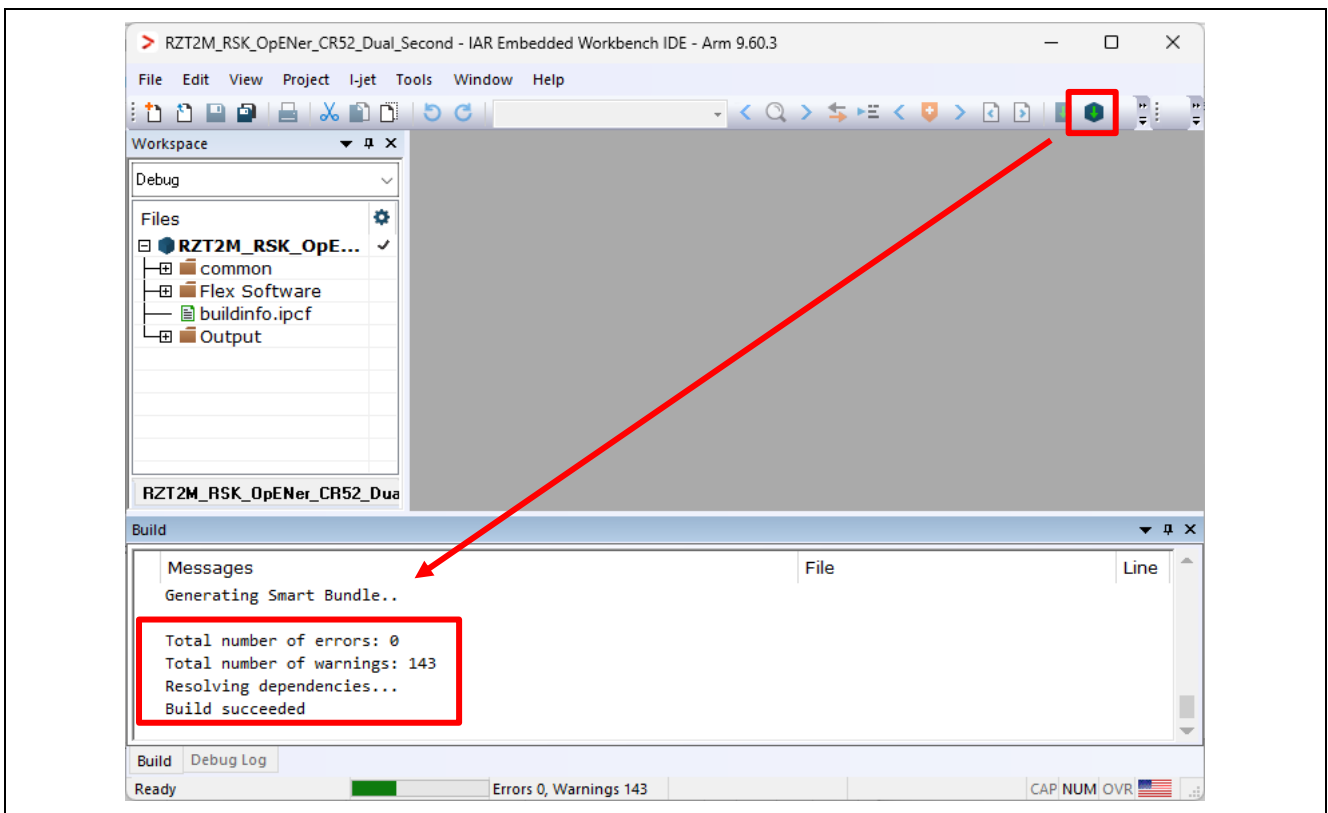 RZT2M_RSK_OpENer_CR52_Dual_Second - IAR Embedded Workbench IDE - Arm 9.60.3
File Edit View Project I-jet Tools Window Help
Workspace
Debug
Files
RZT2M_RSK_OpE...
common
Flex Software
buildinfo.ipcf
Output
RZT2M_RSK_OpENer_CR52_Dua
Build
Messages File Line
Generating Smart Bundle..
Total number of errors: 0
Total number of warnings: 143
Resolving dependencies...
Build succeeded
Build Debug Log
Ready Errors 0, Warnings 143 CAP NUM OVR